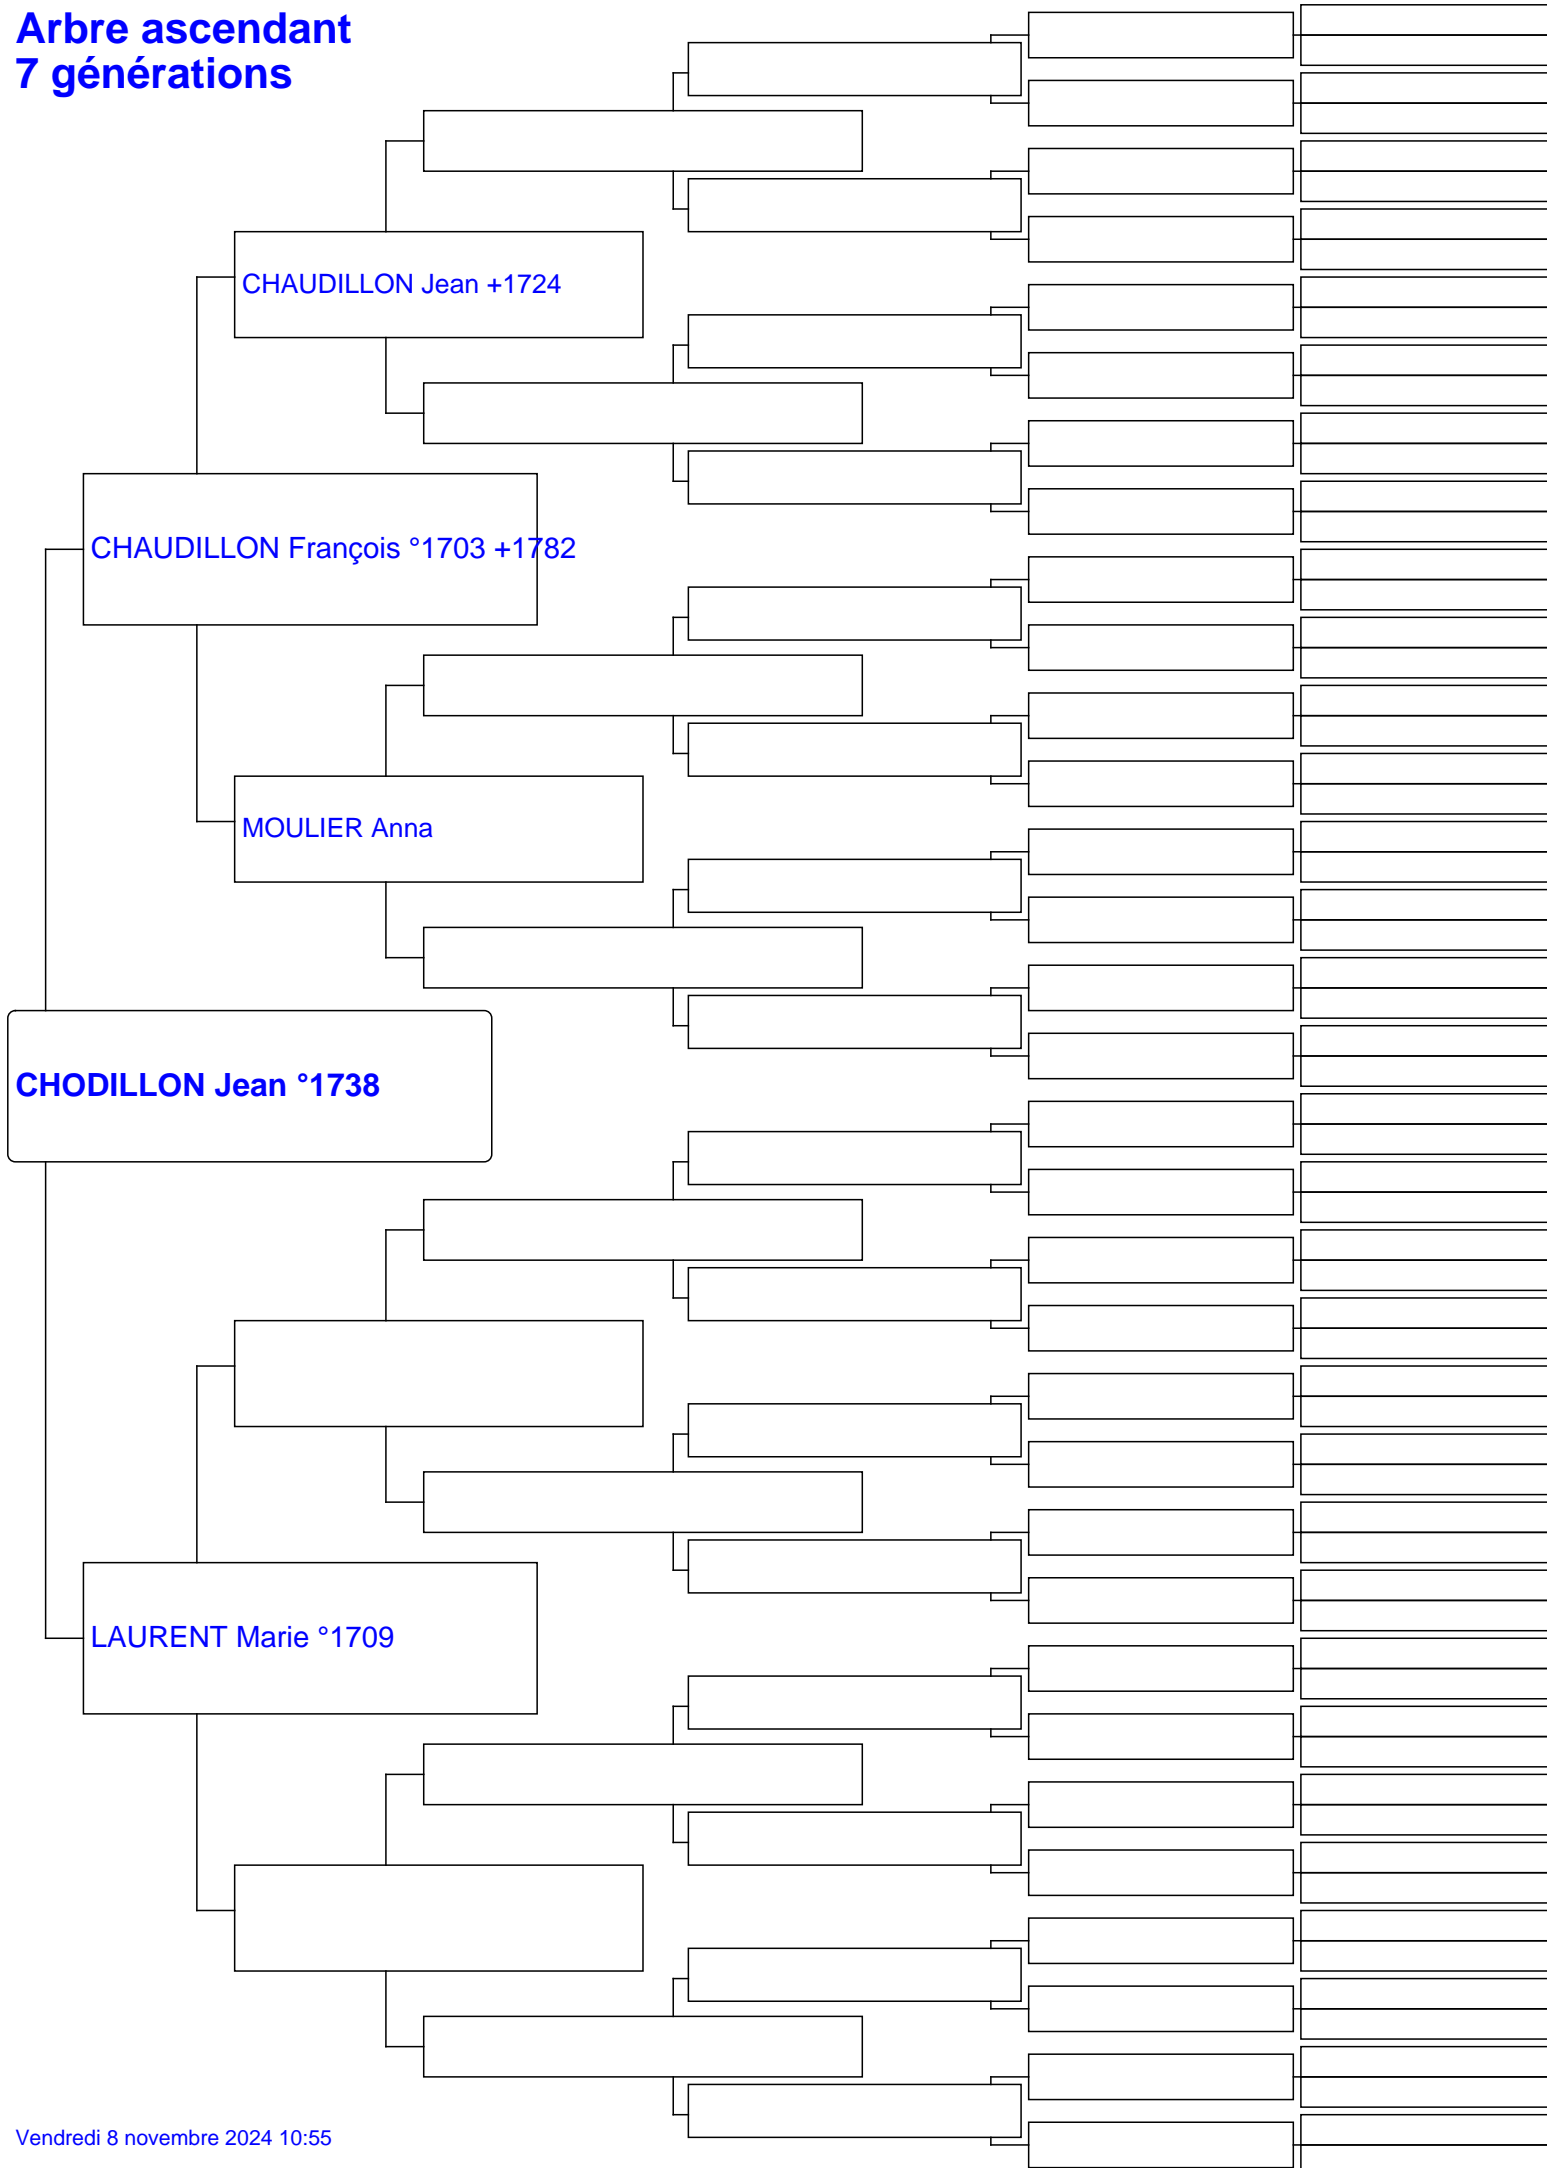 Arbre ascendant
7 générations
CHAUDILLON Jean +1724
CHAUDILLON François °1703 +1782
MOULIER Anna
CHODILLON Jean °1738
LAURENT Marie °1709
Vendredi 8 novembre 2024 10:55